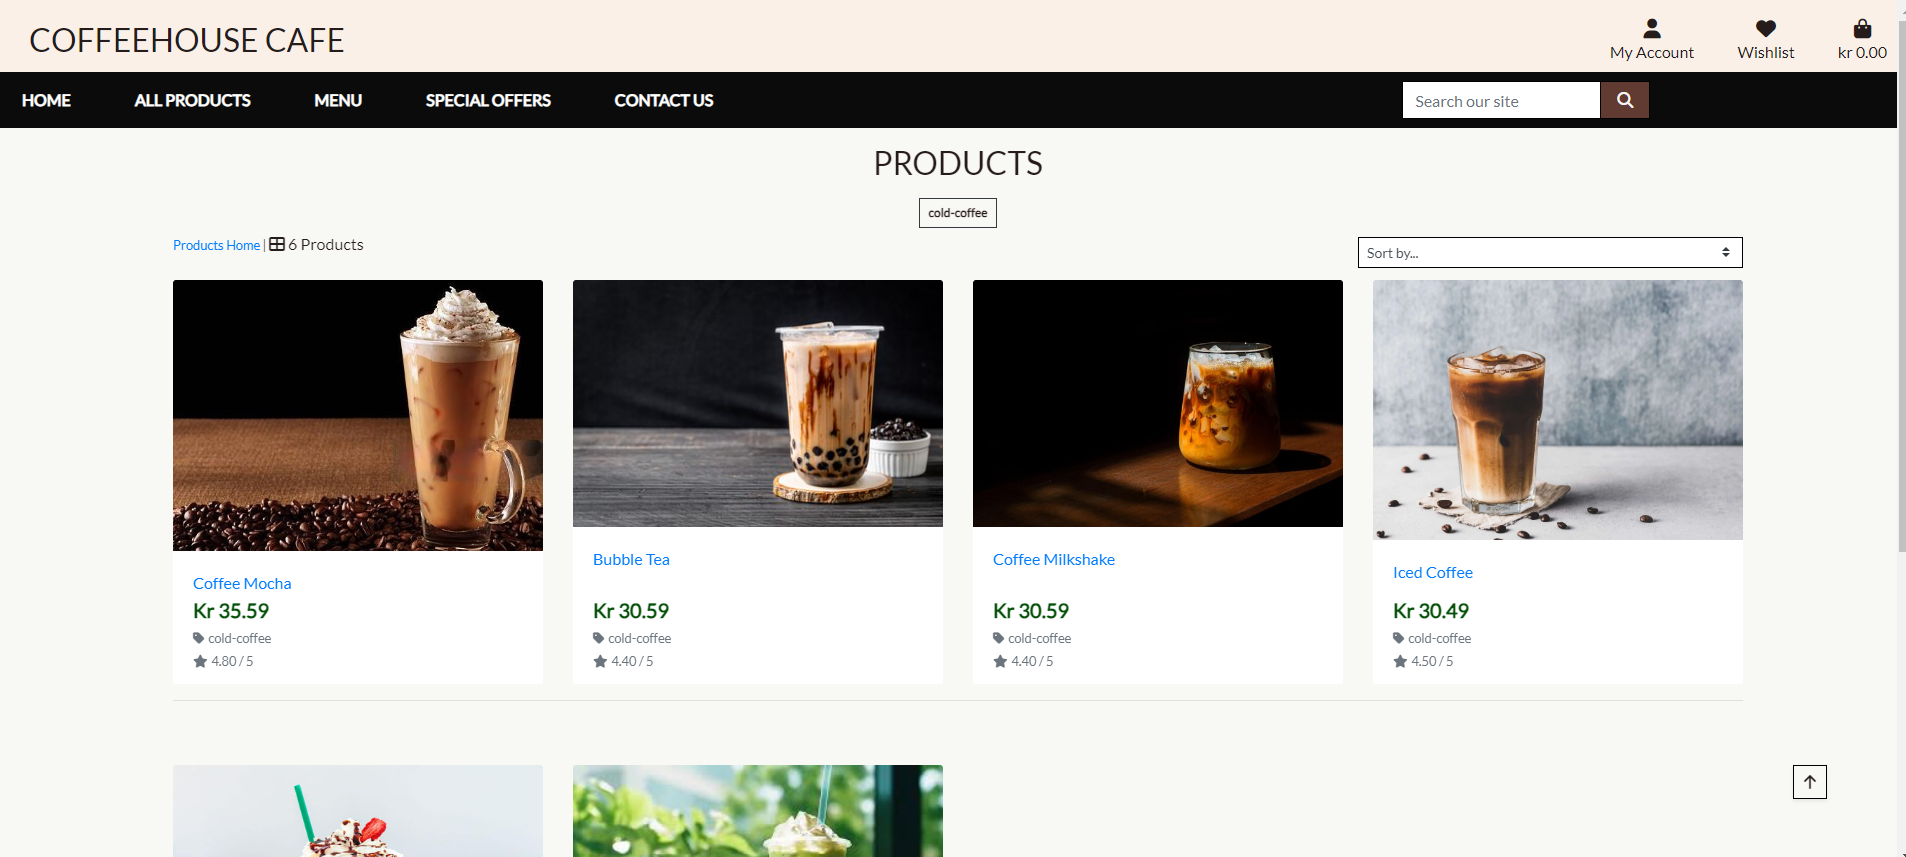 COFFEEHOUSE CAFE
My Account
Wishlist
kr 0.00
HOME
ALL PRODUCTS
MENU
SPECIAL OFFERS
CONTACT US
Search our site
PRODUCTS
cold-coffee
Products Home | 6 Products
Sort by...
Coffee Mocha
Kr 35.59
cold-coffee
4.80 / 5
Bubble Tea
Kr 30.59
cold-coffee
4.40 / 5
Coffee Milkshake
Kr 30.59
cold-coffee
4.40 / 5
Iced Coffee
Kr 30.49
cold-coffee
4.50 / 5